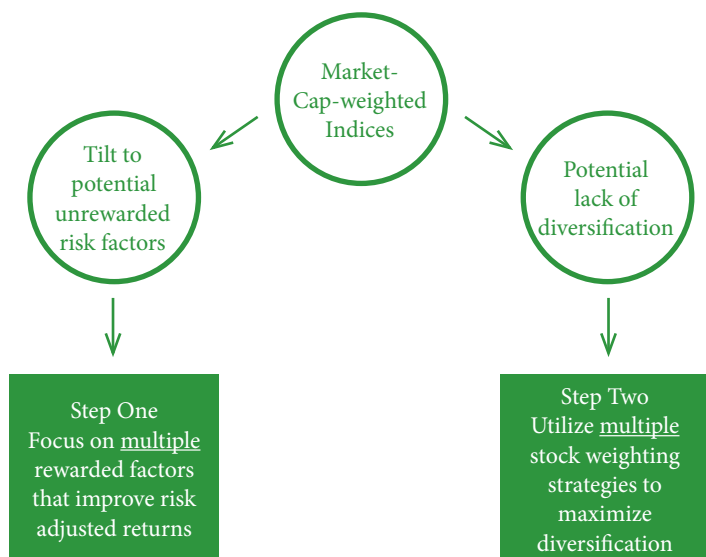 Market-
Cap-weighted
Indices
Tilt to
potential
unrewarded
risk factors
Potential
lack of
diversification
Step One
Focus on multiple
rewarded factors
that improve risk
adjusted returns
Step Two
Utilize multiple
stock weighting
strategies to
maximize
diversification